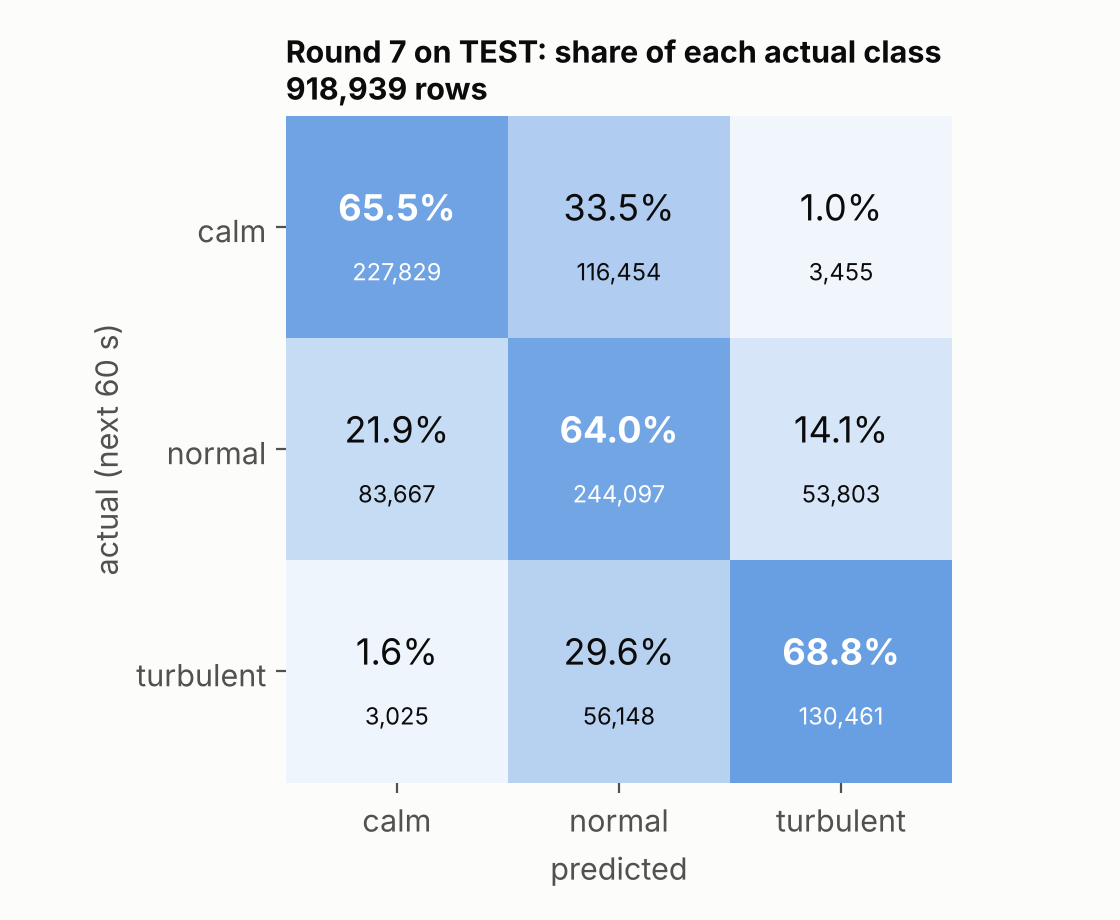 Round 7 on TEST: share of each actual class
918,939 rows
actual (next 60 s)
calm
65.5%
33.5%
1.0%
227,829
116,454
3,455
normal
21.9%
64.0%
14.1%
83,667
244,097
53,803
turbulent
1.6%
29.6%
68.8%
3,025
56,148
130,461
calm
normal
turbulent
predicted